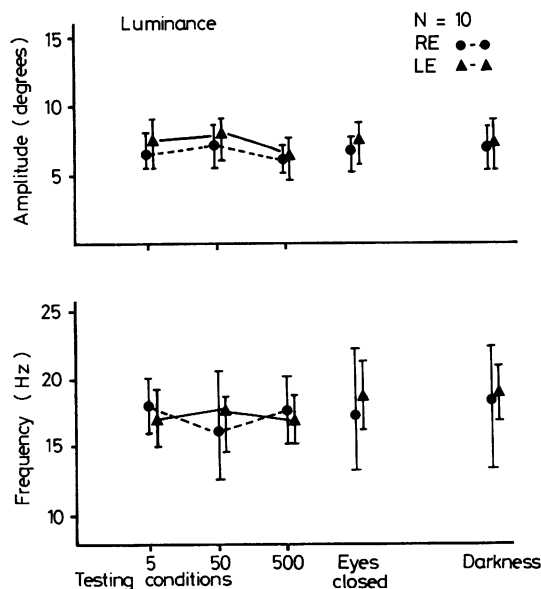 Luminance
N = 10
RE
LE
Amplitude (degrees)
15
10
5
Frequency (Hz)
25
20
15
10
5 50 500 Eyes closed Darkness
Testing conditions